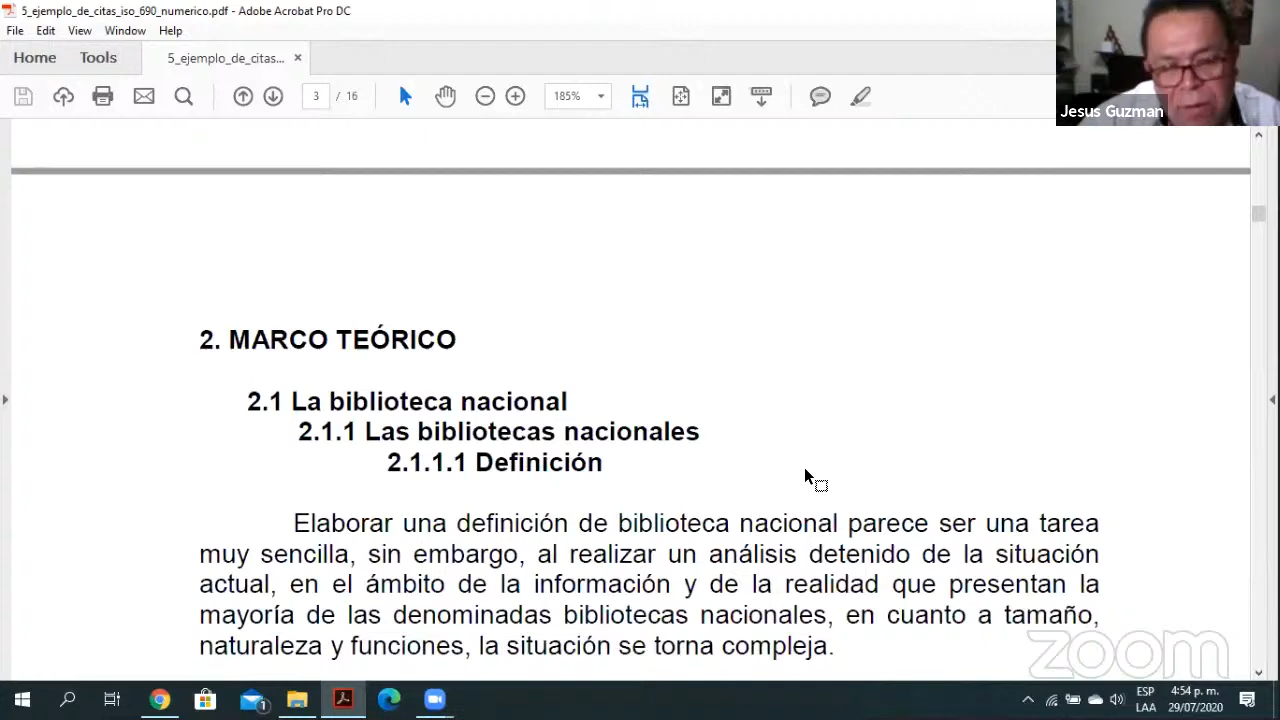 5_ejemplo_de_citas_iso_690_numerico.pdf - Adobe Acrobat Pro DC
File Edit View Window Help
Home Tools 5_ejemplo_de_citas... ×
3 / 16 185%
Jesus Guzman
2. MARCO TEÓRICO
2.1 La biblioteca nacional
2.1.1 Las bibliotecas nacionales
2.1.1.1 Definición
Elaborar una definición de biblioteca nacional parece ser una tarea
muy sencilla, sin embargo, al realizar un análisis detenido de la situación
actual, en el ámbito de la información y de la realidad que presentan la
mayoría de las denominadas bibliotecas nacionales, en cuanto a tamaño,
naturaleza y funciones, la situación se torna compleja.
zoom
1
ESP 4:54 p. m.
LAA 29/07/2020